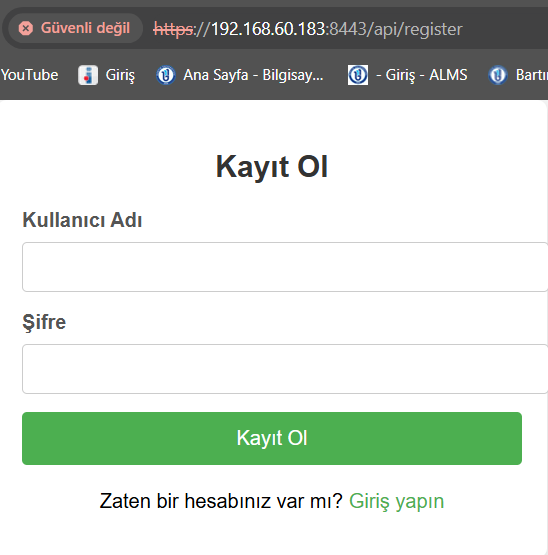 Güvenli değil https://192.168.60.183:8443/api/register
YouTube Giriş Ana Sayfa - Bilgisay... - Giriş - ALMS
Kayıt Ol
Kullanıcı Adı
Şifre
Kayıt Ol
Zaten bir hesabınız var mı? Giriş yapın